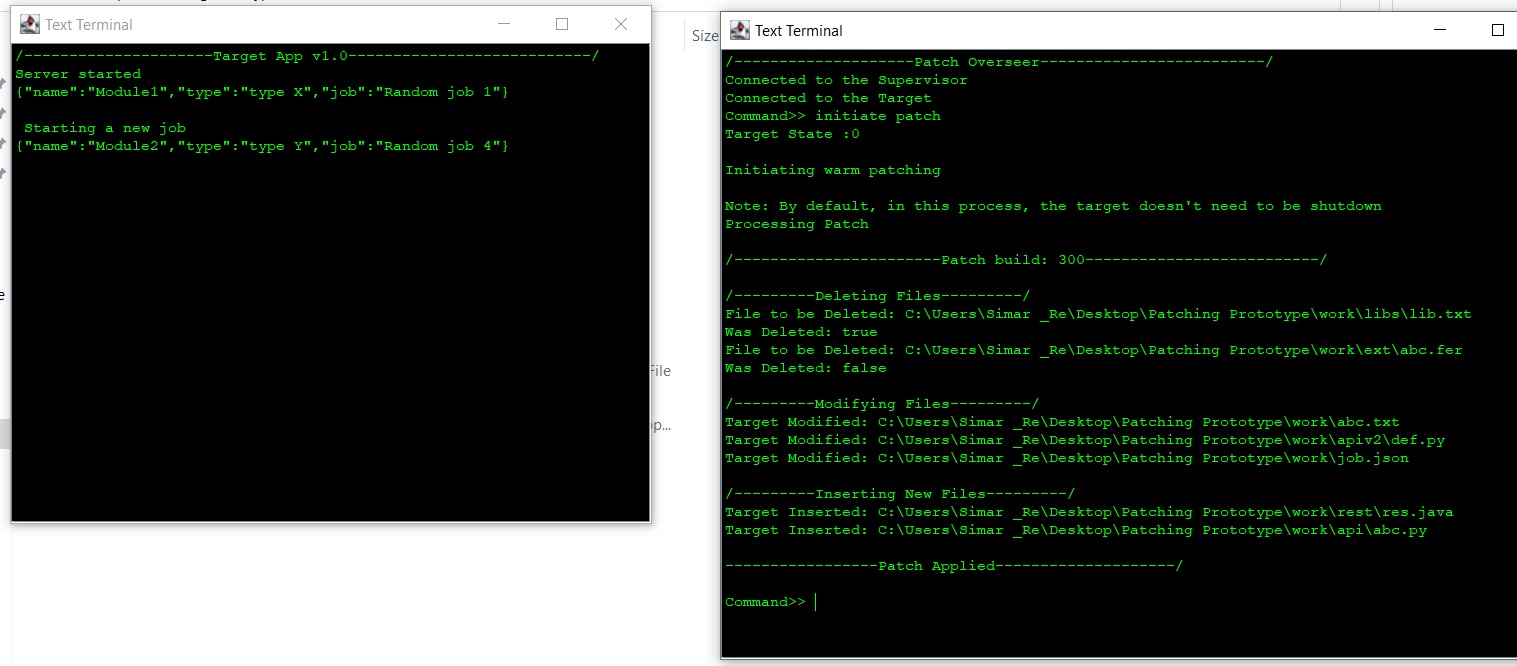 Text Terminal
/---------------------Target App v1.0---------------------------/
Server started
{"name":"Module1","type":"type X","job":"Random job 1"}
Starting a new job
{"name":"Module2","type":"type Y","job":"Random job 4"}
Size
File
Text Terminal
/--------------------Patch Overseer-------------------------/
Connected to the Supervisor
Connected to the Target
Command>> initiate patch
Target State :0
Initiating warm patching
Note: By default, in this process, the target doesn't need to be shutdown
Processing Patch
/-----------------------Patch build: 300--------------------------/
/---------Deleting Files---------/
File to be Deleted: C:\Users\Simar _Re\Desktop\Patching Prototype\work\libs\lib.txt
Was Deleted: true
File to be Deleted: C:\Users\Simar _Re\Desktop\Patching Prototype\work\ext\abc.fer
Was Deleted: false
/---------Modifying Files---------/
Target Modified: C:\Users\Simar _Re\Desktop\Patching Prototype\work\abc.txt
Target Modified: C:\Users\Simar _Re\Desktop\Patching Prototype\work\apiv2\def.py
Target Modified: C:\Users\Simar _Re\Desktop\Patching Prototype\work\job.json
/---------Inserting New Files---------/
Target Inserted: C:\Users\Simar _Re\Desktop\Patching Prototype\work\rest\res.java
Target Inserted: C:\Users\Simar _Re\Desktop\Patching Prototype\work\api\abc.py
-----------------Patch Applied--------------------/
Command>>